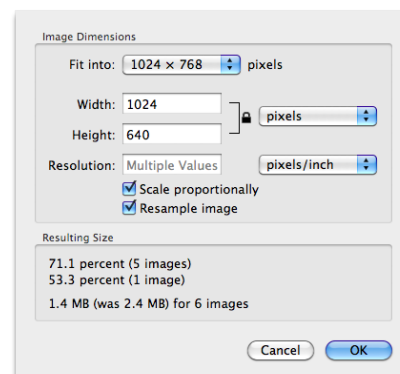 Image Dimensions
Fit into: 1024 × 768 pixels
Width: 1024
pixels
Height: 640
Resolution: Multiple Values pixels/inch
Scale proportionally
Resample image
Resulting Size
71.1 percent (5 images)
53.3 percent (1 image)
1.4 MB (was 2.4 MB) for 6 images
Cancel OK